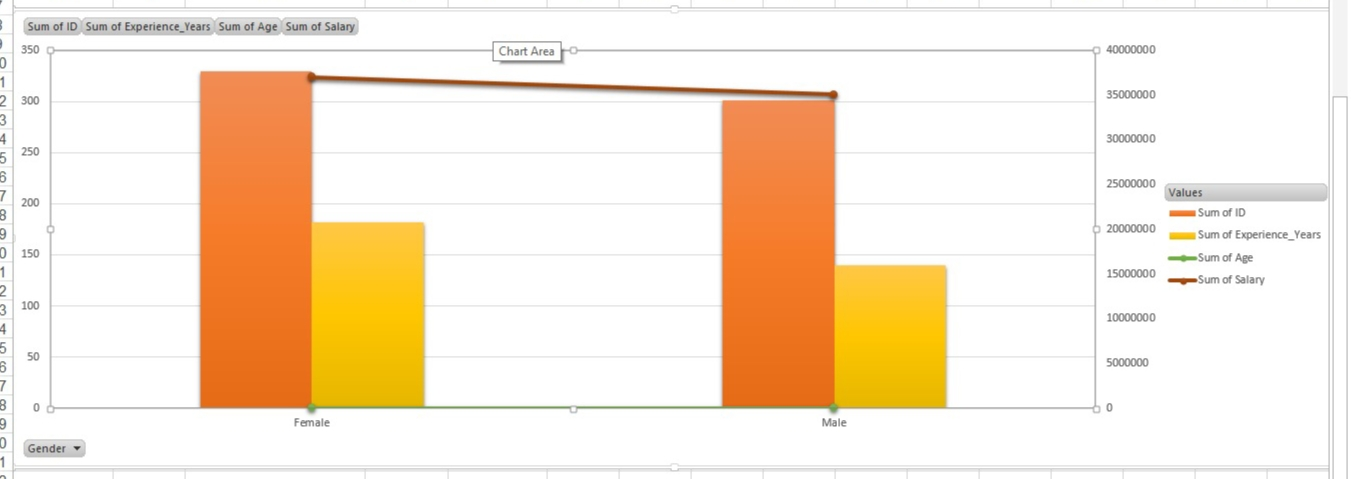 Sum of ID Sum of Experience_Years Sum of Age Sum of Salary
Chart Area
350
300
250
200
150
100
50
0
40000000
35000000
30000000
25000000
20000000
15000000
10000000
5000000
0
Female Male
Gender
Values
Sum of ID
Sum of Experience_Years
Sum of Age
Sum of Salary